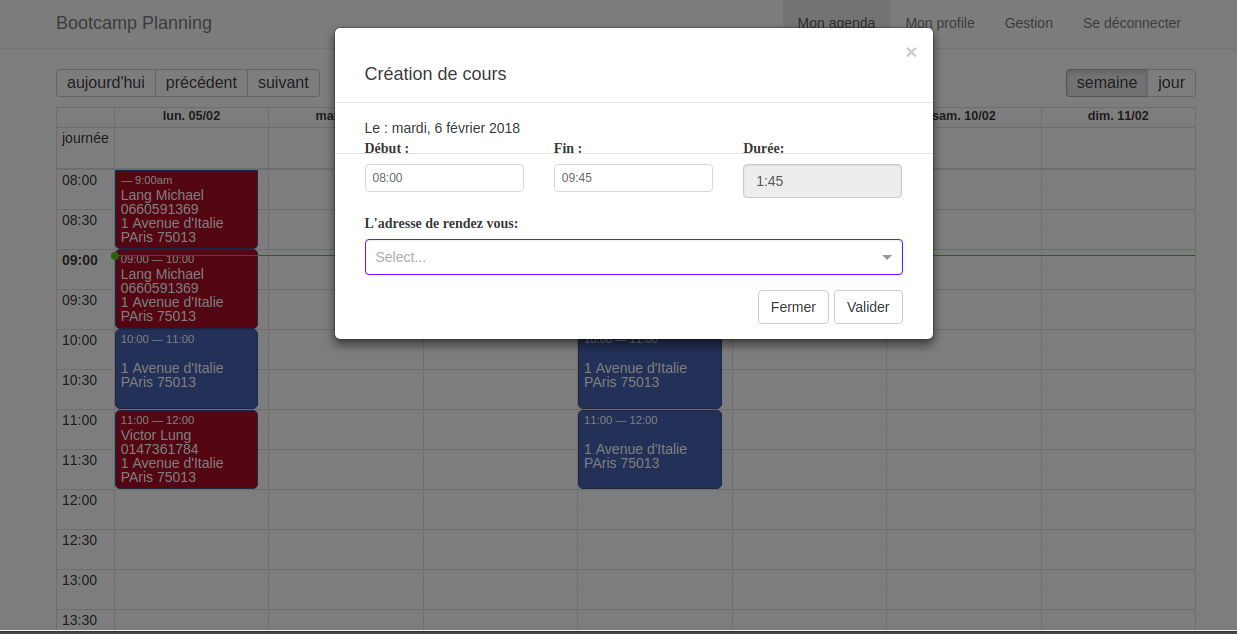 Bootcamp Planning
Mon agenda
Mon profile
Gestion
Se déconnecter
×
Création de cours
aujourd'hui
précédent
suivant
semaine
jour
lun. 05/02
ma
sam. 10/02
dim. 11/02
Le : mardi, 6 février 2018
Début :
Fin :
Durée:
08:00
09:45
1:45
L'adresse de rendez vous:
Select...
Fermer
Valider
journée
08:00
08:30
09:00
09:30
10:00
10:30
11:00
11:30
12:00
12:30
13:00
13:30
— 9:00am
Lang Michael
0660591369
1 Avenue d'Italie
PAris 75013
09:00 — 10:00
Lang Michael
0660591369
1 Avenue d'Italie
PAris 75013
10:00 — 11:00
1 Avenue d'Italie
PAris 75013
11:00 — 12:00
Victor Lung
0147361784
1 Avenue d'Italie
PAris 75013
10:00 — 11:00
1 Avenue d'Italie
PAris 75013
11:00 — 12:00
1 Avenue d'Italie
PAris 75013